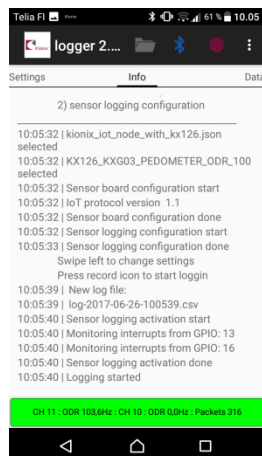 Telia FI 61 % 10.05
Kionix logger 2....
Settings Info Data
2) sensor logging configuration
10:05:32 | kionix_iot_node_with_kx126.json
selected
10:05:32 | KX126_KXG03_PEDOMETER_ODR_100
selected
10:05:32 | Sensor board configuration start
10:05:32 | IoT protocol version 1.1
10:05:32 | Sensor board configuration done
10:05:32 | Sensor logging configuration start
10:05:33 | Sensor logging configuration done
Swipe left to change settings
Press record icon to start loggin
10:05:39 | New log file:
10:05:39 | log-2017-06-26-100539.csv
10:05:40 | Sensor logging activation start
10:05:40 | Monitoring interrupts from GPIO: 13
10:05:40 | Monitoring interrupts from GPIO: 16
10:05:40 | Sensor logging activation done
10:05:40 | Logging started
CH 11 : ODR 103,6Hz : CH 10 : ODR 0,0Hz : Packets 316